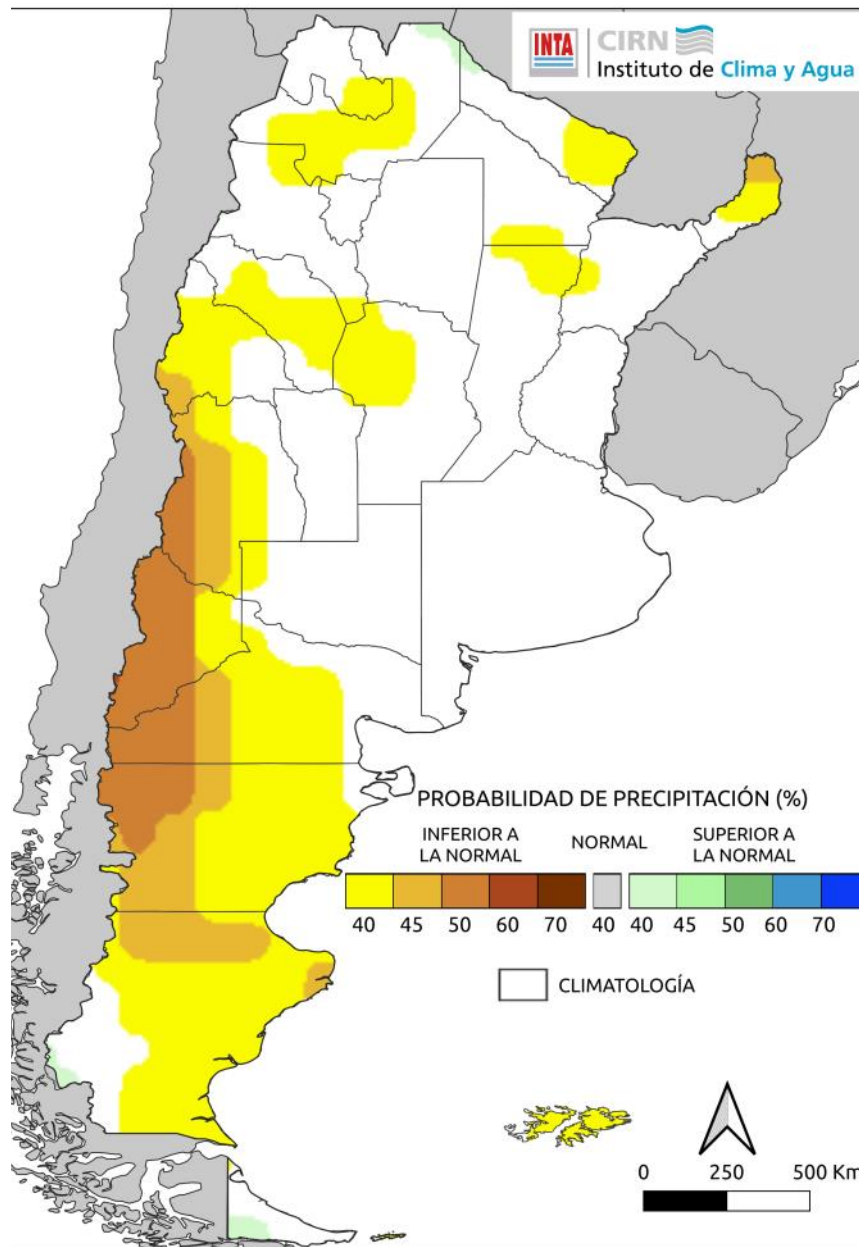 INTA
CIRN
Instituto de Clima y Agua
PROBABILIDAD DE PRECIPITACIÓN (%)
INFERIOR A
LA NORMAL
NORMAL
SUPERIOR A
LA NORMAL
40 45 50 60 70 40 40 45 50 60 70
CLIMATOLOGÍA
0 250 500 Km